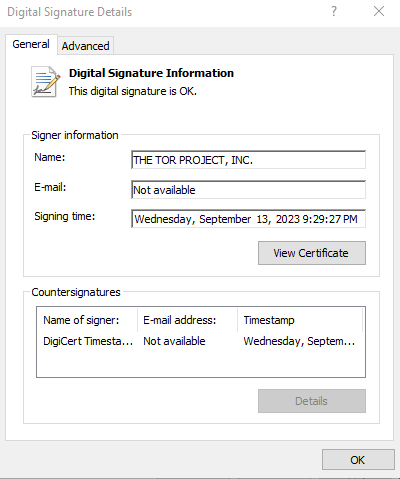 Digital Signature Details
General Advanced
Digital Signature Information
This digital signature is OK.
Signer information
Name: THE TOR PROJECT, INC.
E-mail: Not available
Signing time: Wednesday, September 13, 2023 9:29:27 PM
View Certificate
Countersignatures
Name of signer: E-mail address: Timestamp
DigiCert Timesta... Not available Wednesday, Septem...
Details
OK